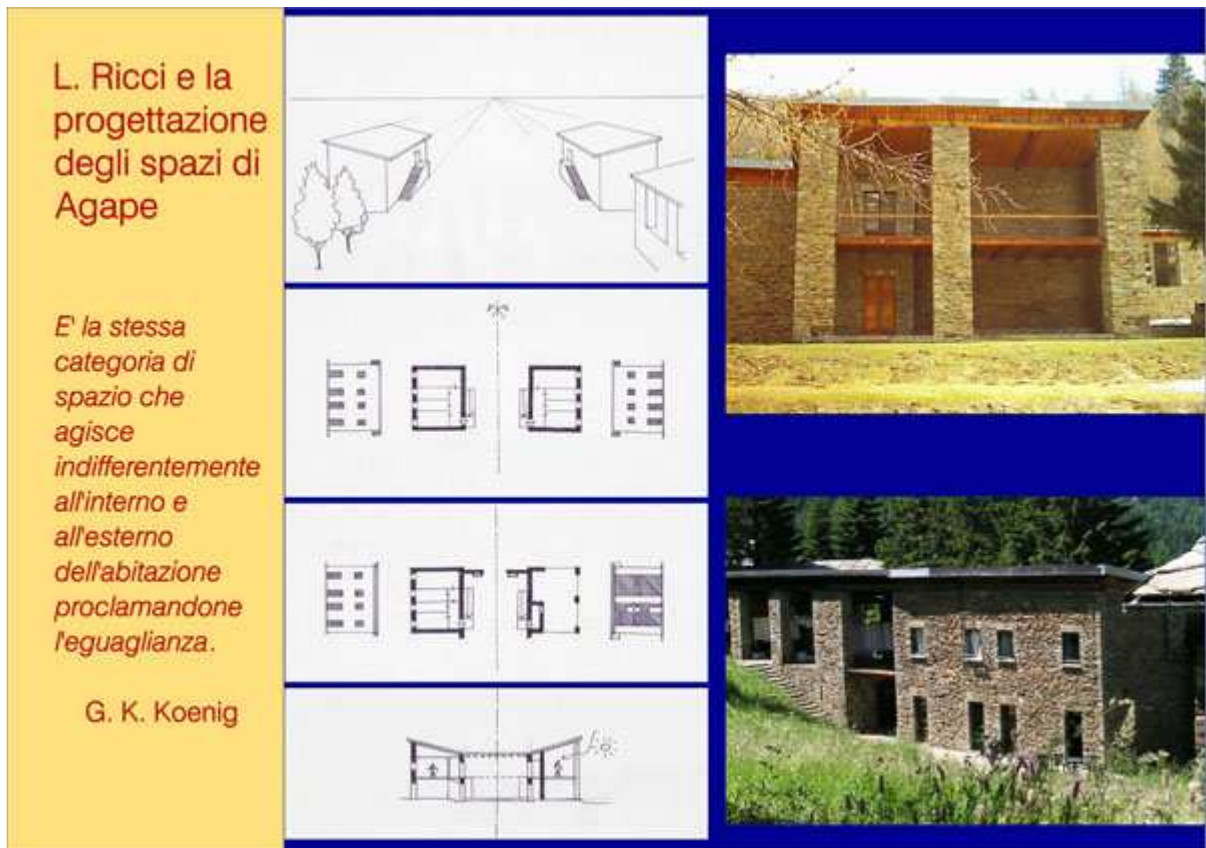 L. Ricci e la
progettazione
degli spazi di
Agape
E' la stessa
categoria di
spazio che
agisce
indifferentemente
all'interno e
all'esterno
dell'abitazione
proclamandone
l'eguaglianza.
G. K. Koenig